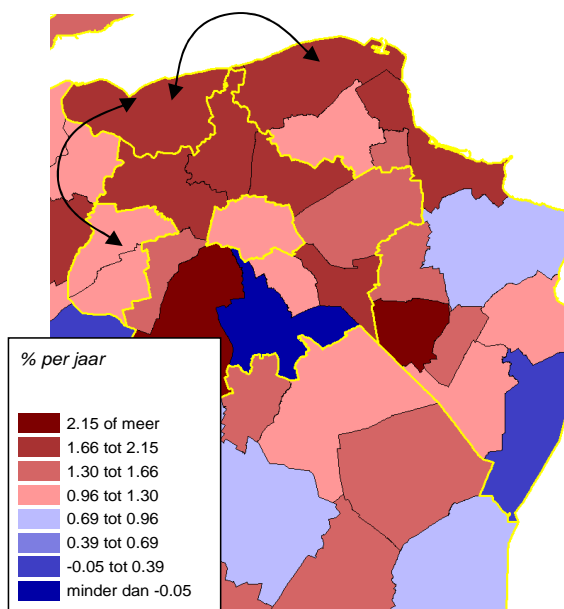 % per jaar
2.15 of meer
1.66 tot 2.15
1.30 tot 1.66
0.96 tot 1.30
0.69 tot 0.96
0.39 tot 0.69
-0.05 tot 0.39
minder dan -0.05